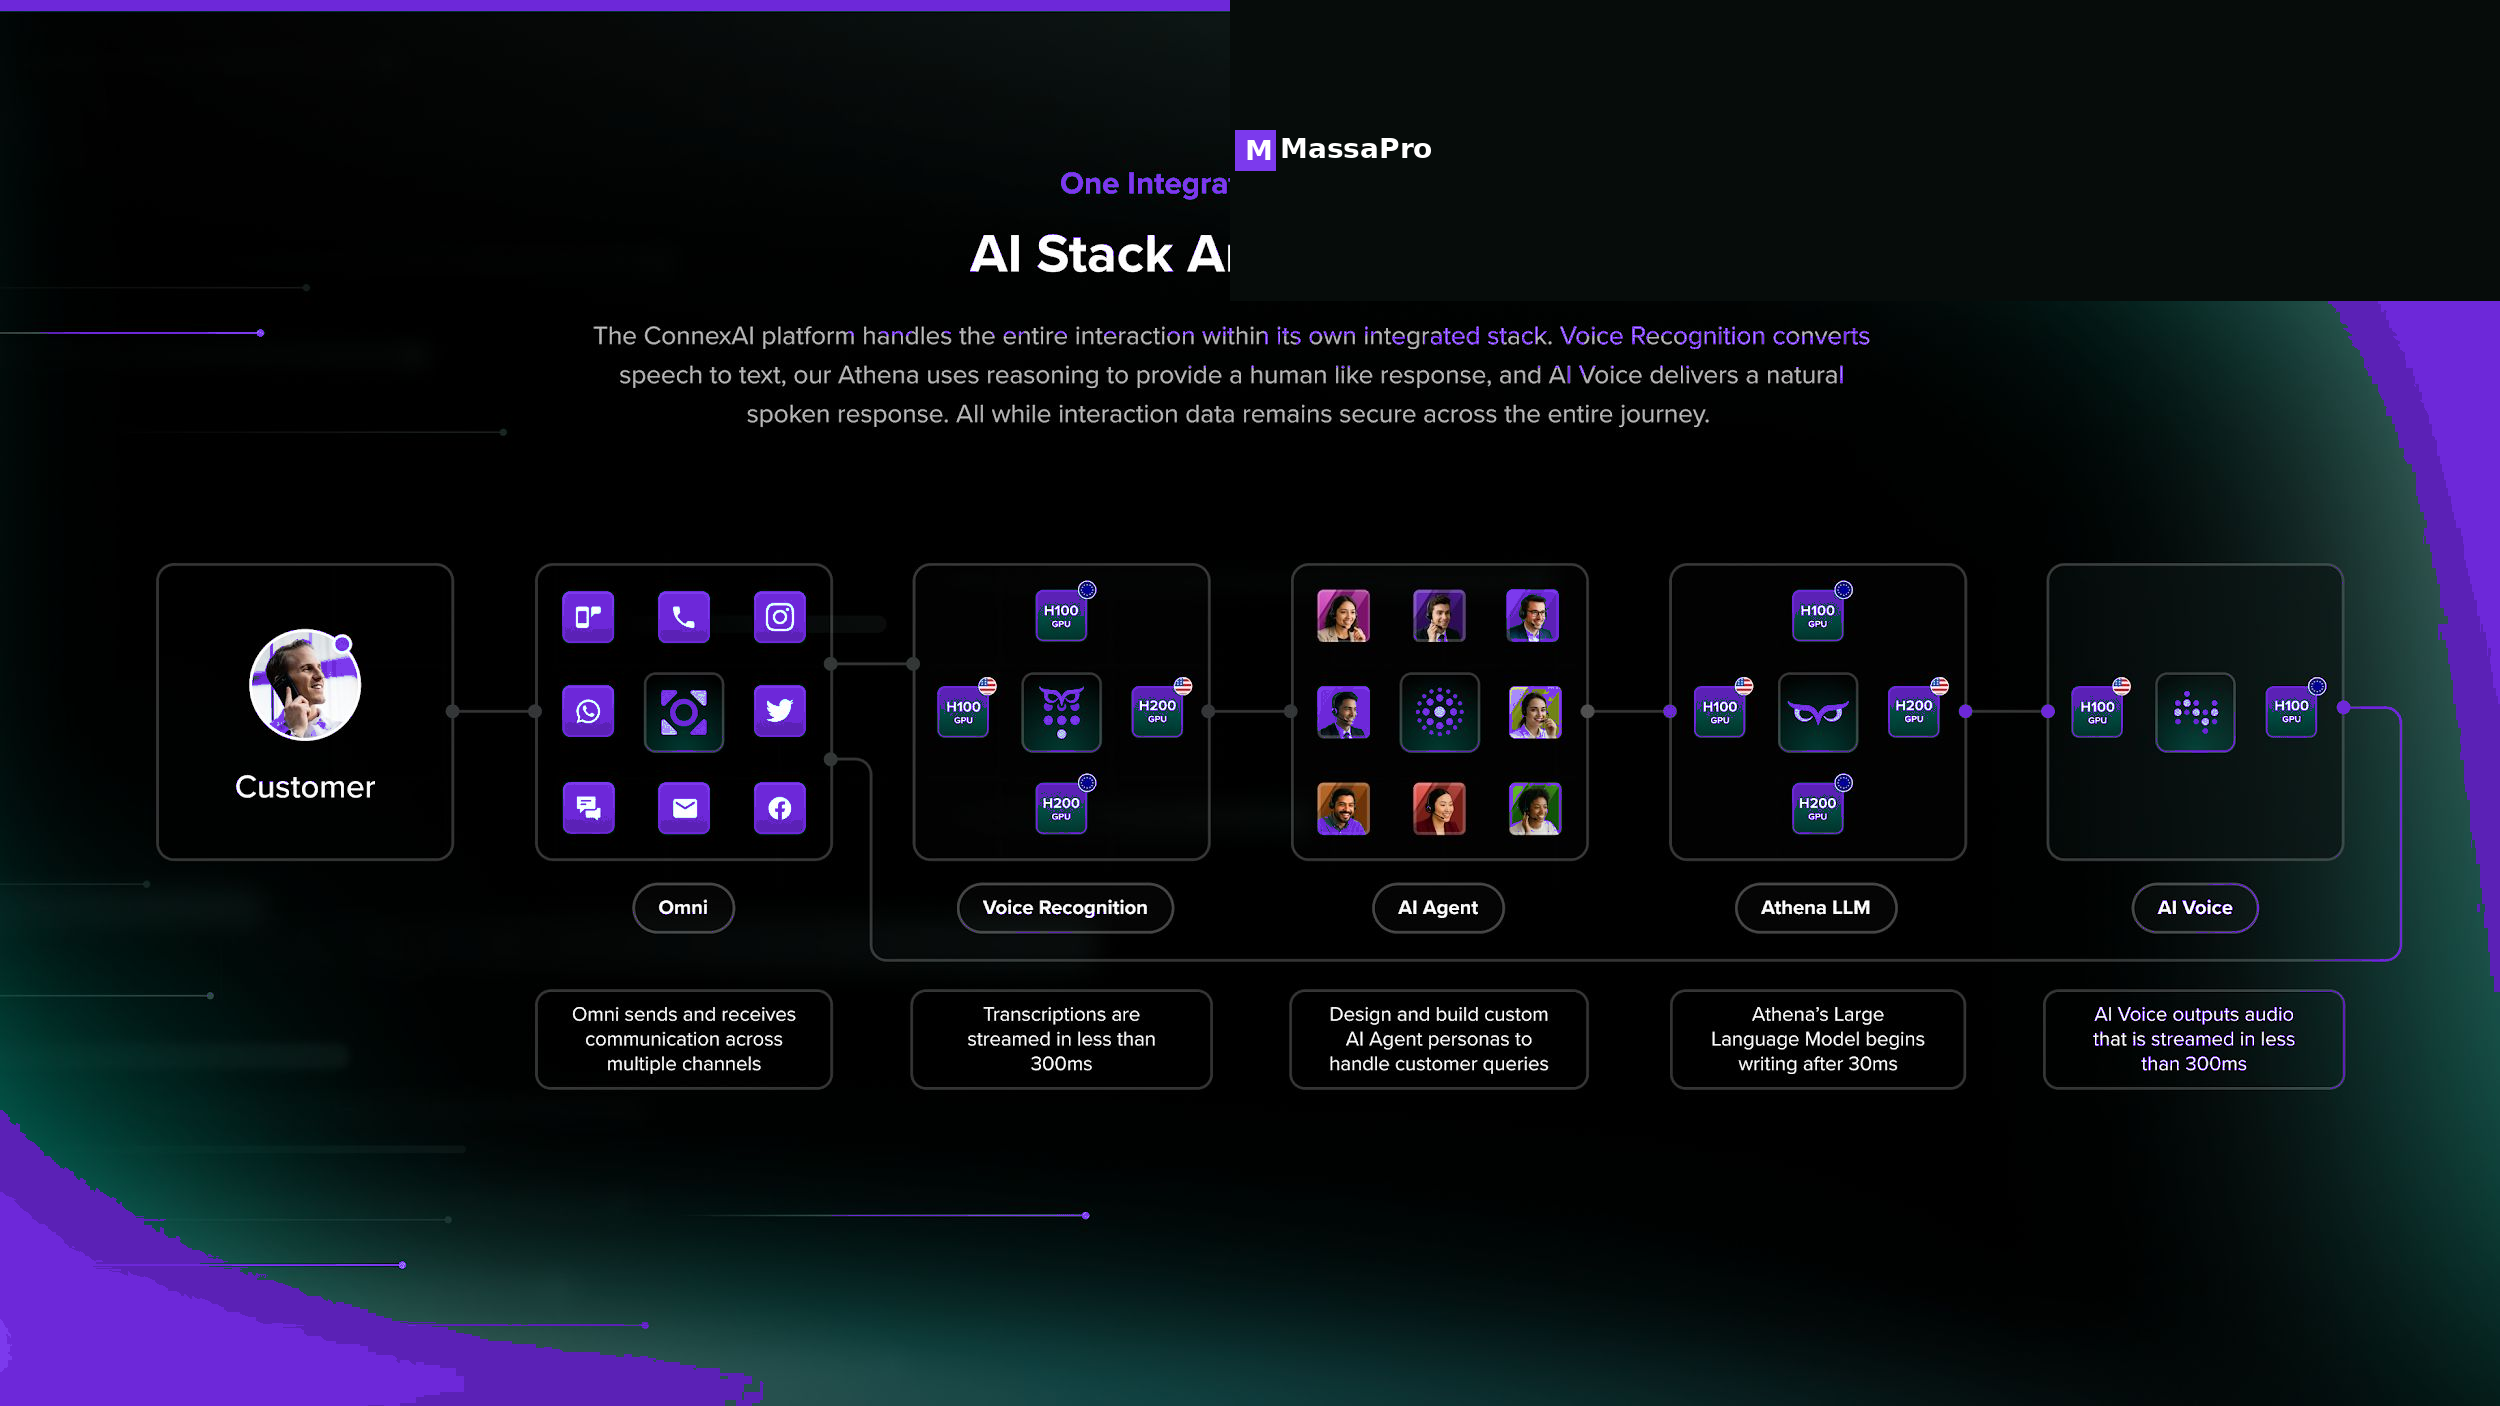 M MassaPro
One Integra
AI Stack A
The ConnexAI platform handles the entire interaction within its own integrated stack. Voice Recognition converts
speech to text, our Athena uses reasoning to provide a human like response, and AI Voice delivers a natural
spoken response. All while interaction data remains secure across the entire journey.
Customer
H100
GPU
H100
GPU
H200
GPU
H200
GPU
H100
GPU
H100
GPU
H200
GPU
H200
GPU
H100
GPU
H100
GPU
Omni
Voice Recognition
AI Agent
Athena LLM
AI Voice
Omni sends and receives
communication across
multiple channels
Transcriptions are
streamed in less than
300ms
Design and build custom
AI Agent personas to
handle customer queries
Athena’s Large
Language Model begins
writing after 30ms
AI Voice outputs audio
that is streamed in less
than 300ms